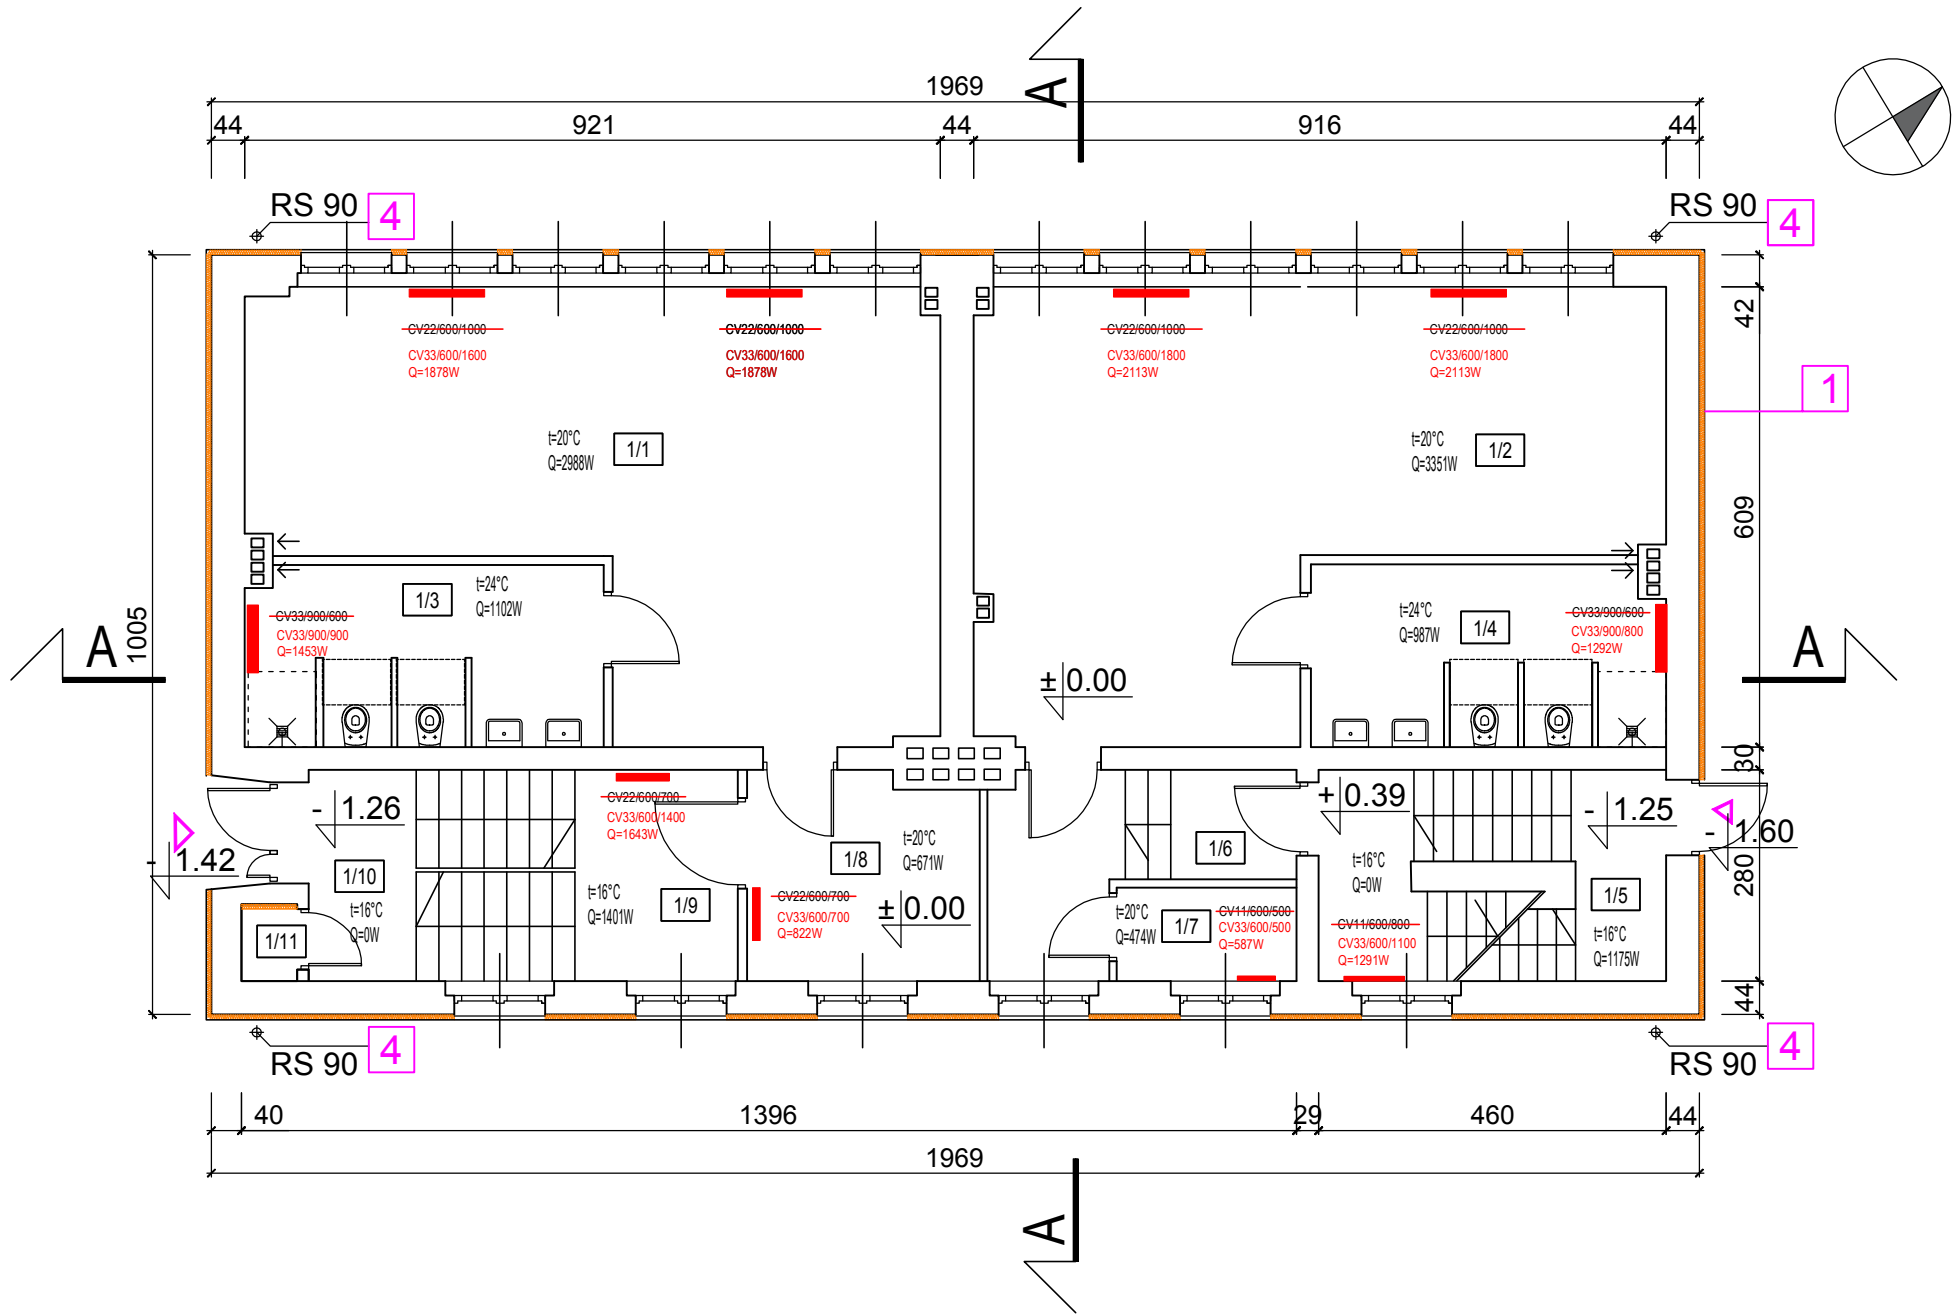 A
1969
44
921
44
916
44
RS 90
4
RS 90
4
CV22/600/1000
CV33/600/1600
Q=1878W
CV22/600/1000
CV33/600/1600
Q=1878W
CV22/600/1000
CV33/600/1800
Q=2113W
CV22/600/1000
CV33/600/1800
Q=2113W
42
1
t=20°C
Q=2988W
1/1
t=20°C
Q=3351W
1/2
609
1005
1/3
t=24°C
Q=1102W
CV33/900/600
CV33/900/900
Q=1453W
t=24°C
Q=987W
1/4
CV33/900/600
CV33/900/800
Q=1292W
A
A
± 0.00
30
- 1.26
CV22/600/700
CV33/600/1400
Q=1643W
+ 0.39
- 1.25
- 1.60
- 1.42
1/10
t=16°C
Q=0W
1/8
t=20°C
Q=671W
1/6
t=16°C
Q=0W
280
1/5
t=16°C
Q=1401W
1/9
CV22/600/700
CV33/600/700
Q=822W
± 0.00
t=20°C
Q=474W
1/7
CV11/600/500
CV33/600/500
Q=587W
CV11/600/800
CV33/600/1100
Q=1291W
t=16°C
Q=1175W
1/11
44
RS 90
4
RS 90
4
40
1396
29
460
44
1969
A